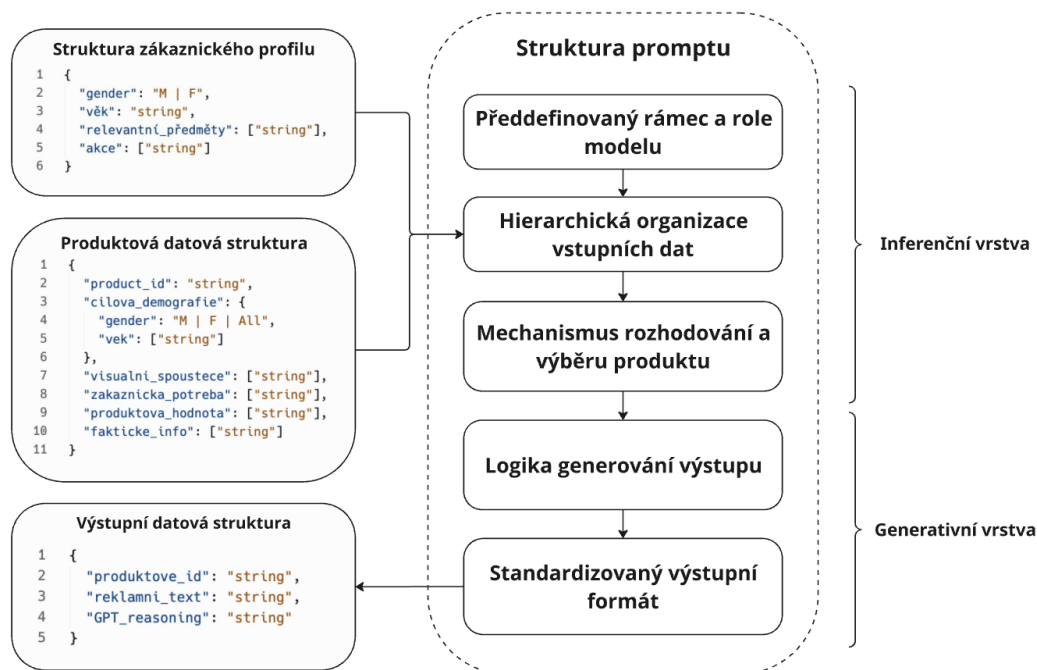 Struktura zákaznického profilu
1 {
2 "gender": "M | F",
3 "věk": "string",
4 "relevantní_předměty": ["string"],
5 "akce": ["string"]
6 }
Produktová datová struktura
1 {
2 "product_id": "string",
3 "cilova_demografie": {
4 "gender": "M | F | All",
5 "vek": ["string"]
6 },
7 "visualni_spoustece": ["string"],
8 "zakaznicka_potreba": ["string"],
9 "produktova_hodnota": ["string"],
10 "fakticke_info": ["string"]
11 }
Výstupní datová struktura
1 {
2 "produktove_id": "string",
3 "reklamni_text": "string",
4 "GPT_reasoning": "string"
5 }
Struktura promptu
Předdefinovaný rámec a role
modelu
Hierarchická organizace
vstupních dat
Mechanismus rozhodování a
výběru produktu
Logika generování výstupu
Standardizovaný výstupní
formát
Inferenční vrstva
Generativní vrstva